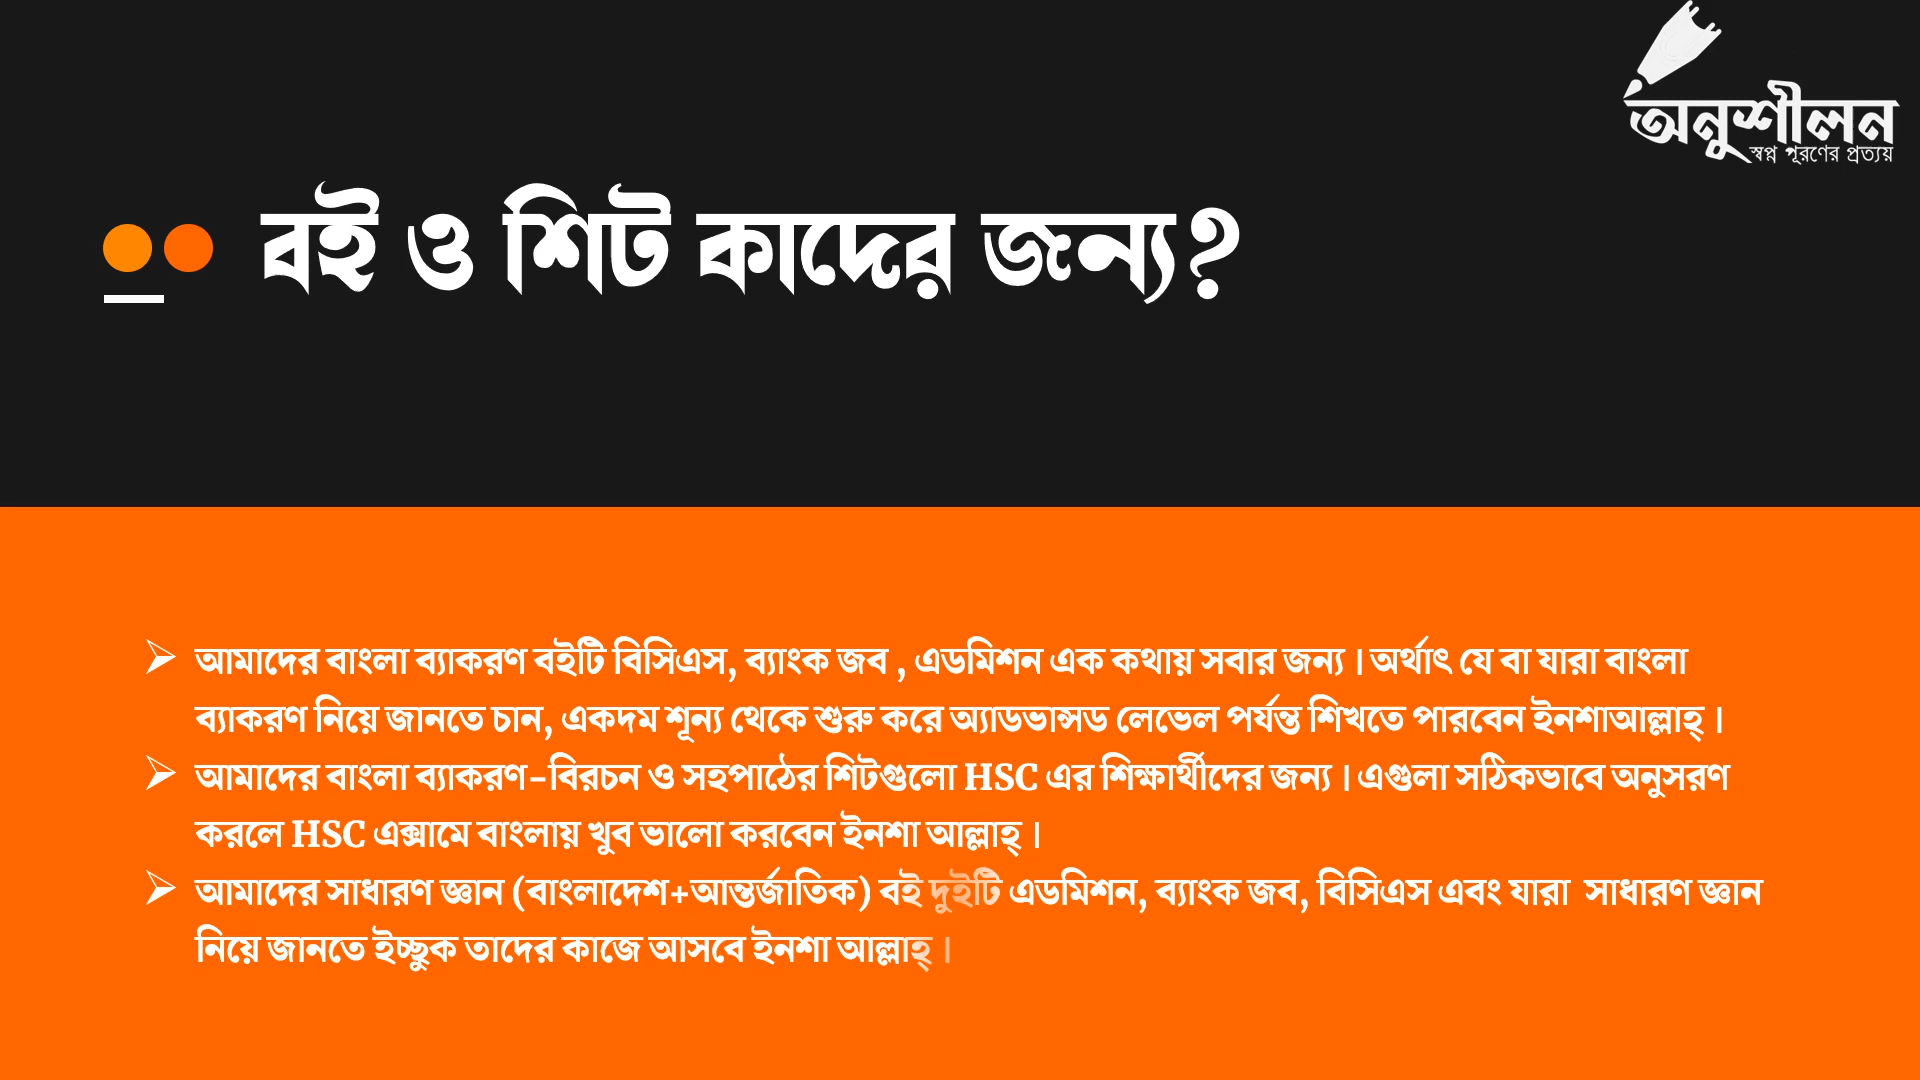 অনুশীলন
স্বপ্ন পূরণের প্রত্যয়
বই ও শিট কাদের জন্য?
আমাদের বাংলা ব্যাকরণ বইটি বিসিএস, ব্যাংক জব , এডমিশন এক কথায় সবার জন্য । অর্থাৎ যে বা যারা বাংলা
ব্যাকরণ নিয়ে জানতে চান, একদম শূন্য থেকে শুরু করে অ্যাডভান্সড লেভেল পর্যন্ত শিখতে পারবেন ইনশাআল্লাহ্ ।
আমাদের বাংলা ব্যাকরণ-বিরচন ও সহপাঠের শিটগুলো HSC এর শিক্ষার্থীদের জন্য । এগুলা সঠিকভাবে অনুসরণ
করলে HSC এক্সামে বাংলায় খুব ভালো করবেন ইনশা আল্লাহ্ ।
আমাদের সাধারণ জ্ঞান (বাংলাদেশ+আন্তর্জাতিক) বই দুইটি এডমিশন, ব্যাংক জব, বিসিএস এবং যারা সাধারণ জ্ঞান
নিয়ে জানতে ইচ্ছুক তাদের কাজে আসবে ইনশা আল্লাহ্ ।